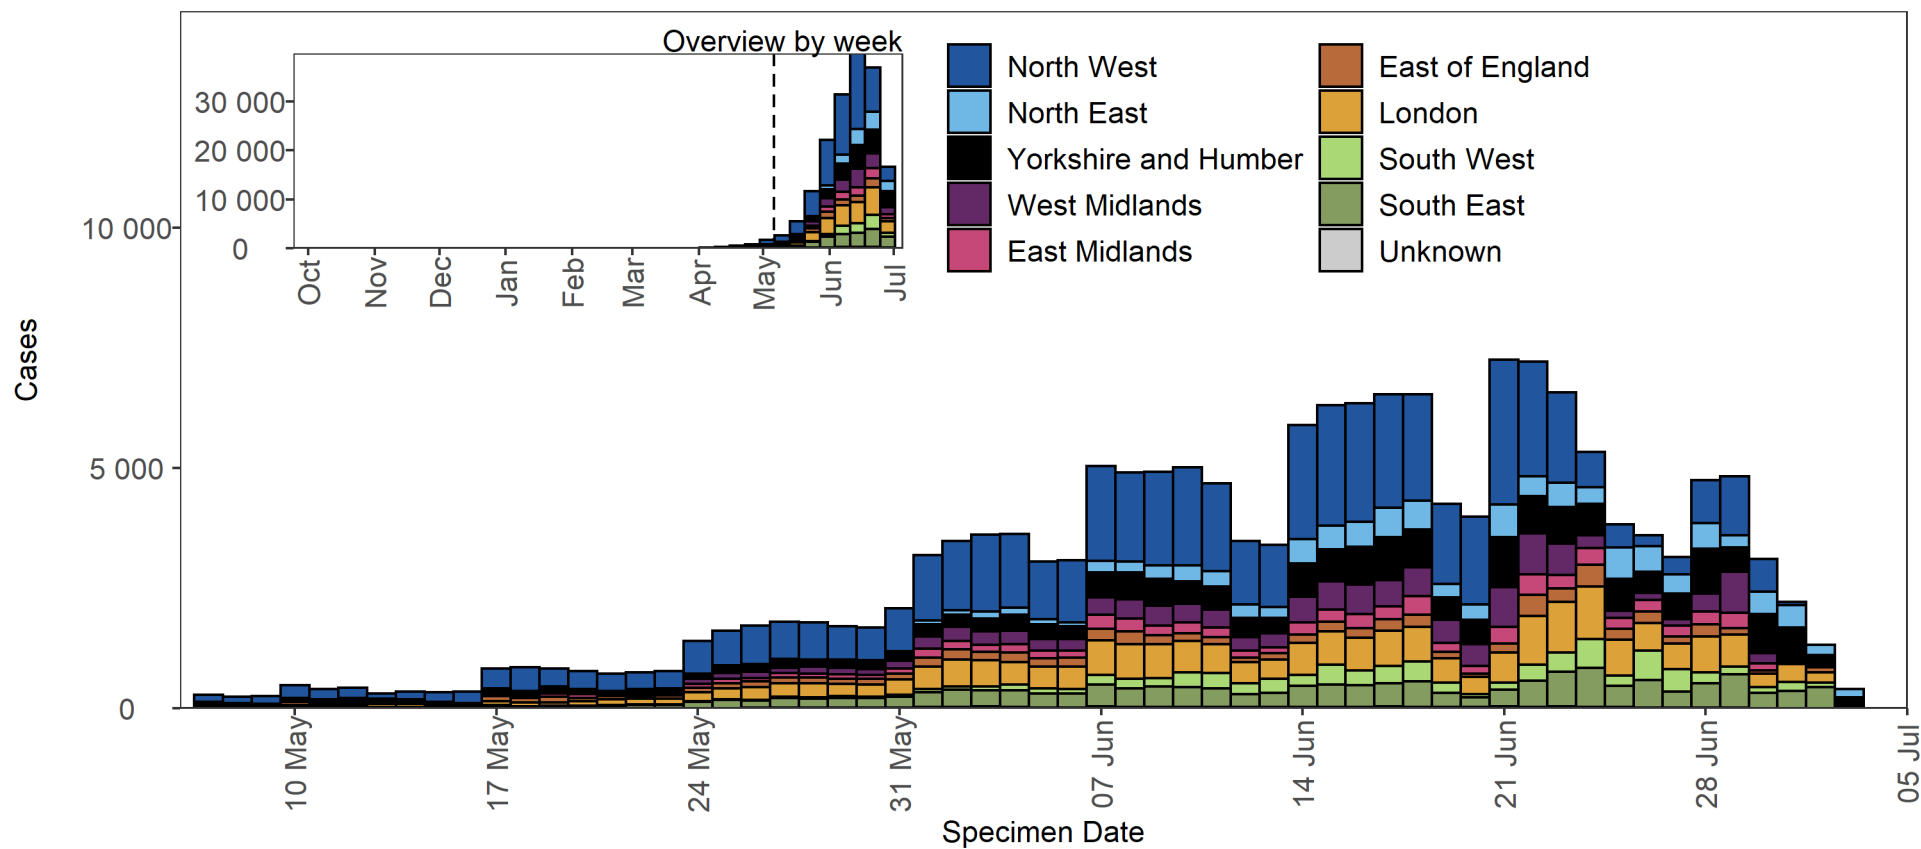 Overview by week
30 000
20 000
10 000
0
Oct
Nov
Dec
Jan
Feb
Mar
Apr
May
Jun
Jul
North West
North East
Yorkshire and Humber
West Midlands
East Midlands
East of England
London
South West
South East
Unknown
Cases
10 000
5 000
0
10 May
17 May
24 May
31 May
07 Jun
14 Jun
21 Jun
28 Jun
05 Jul
Specimen Date